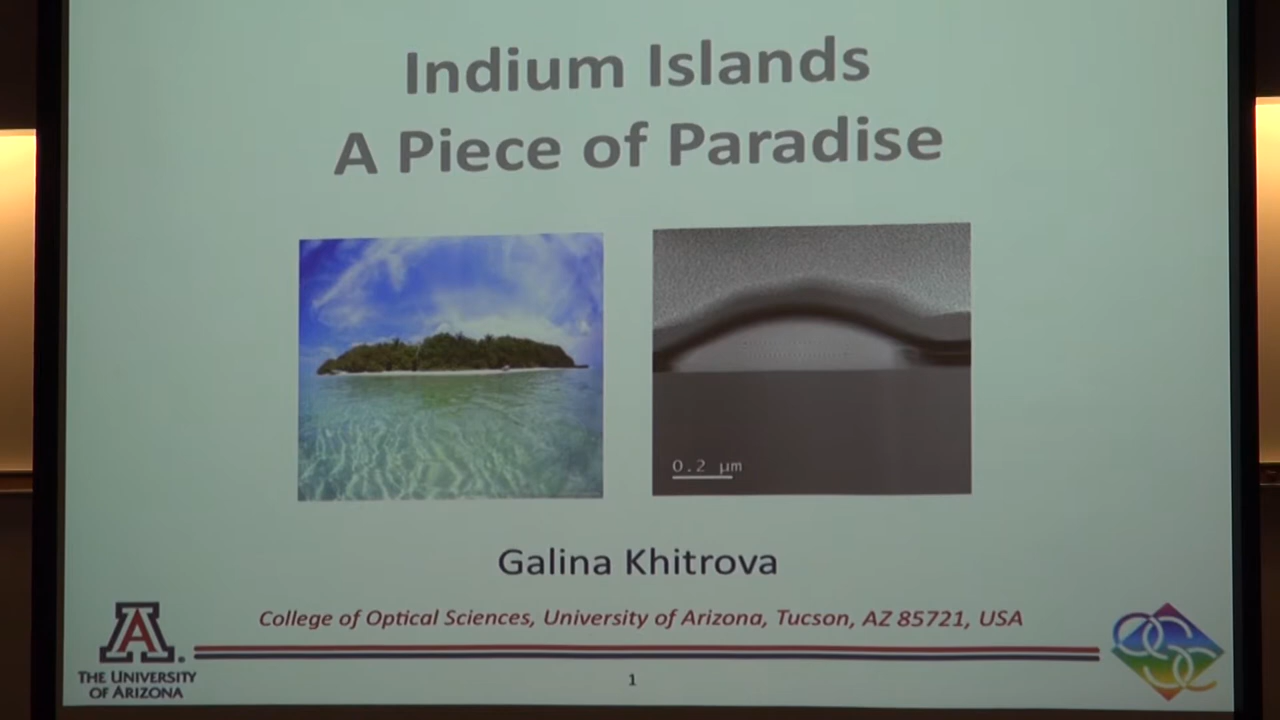 Indium Islands
A Piece of Paradise
0.2 μm
Galina Khitrova
College of Optical Sciences, University of Arizona, Tucson, AZ 85721, USA
A
THE UNIVERSITY
OF ARIZONA
1
OSC